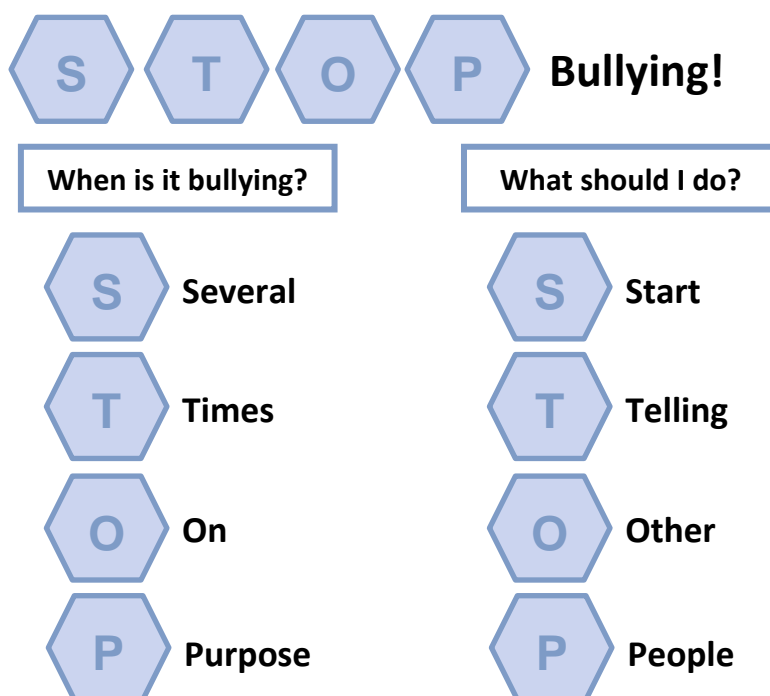 S T O P Bullying!
When is it bullying?
S Several
T Times
O On
P Purpose
What should I do?
S Start
T Telling
O Other
P People